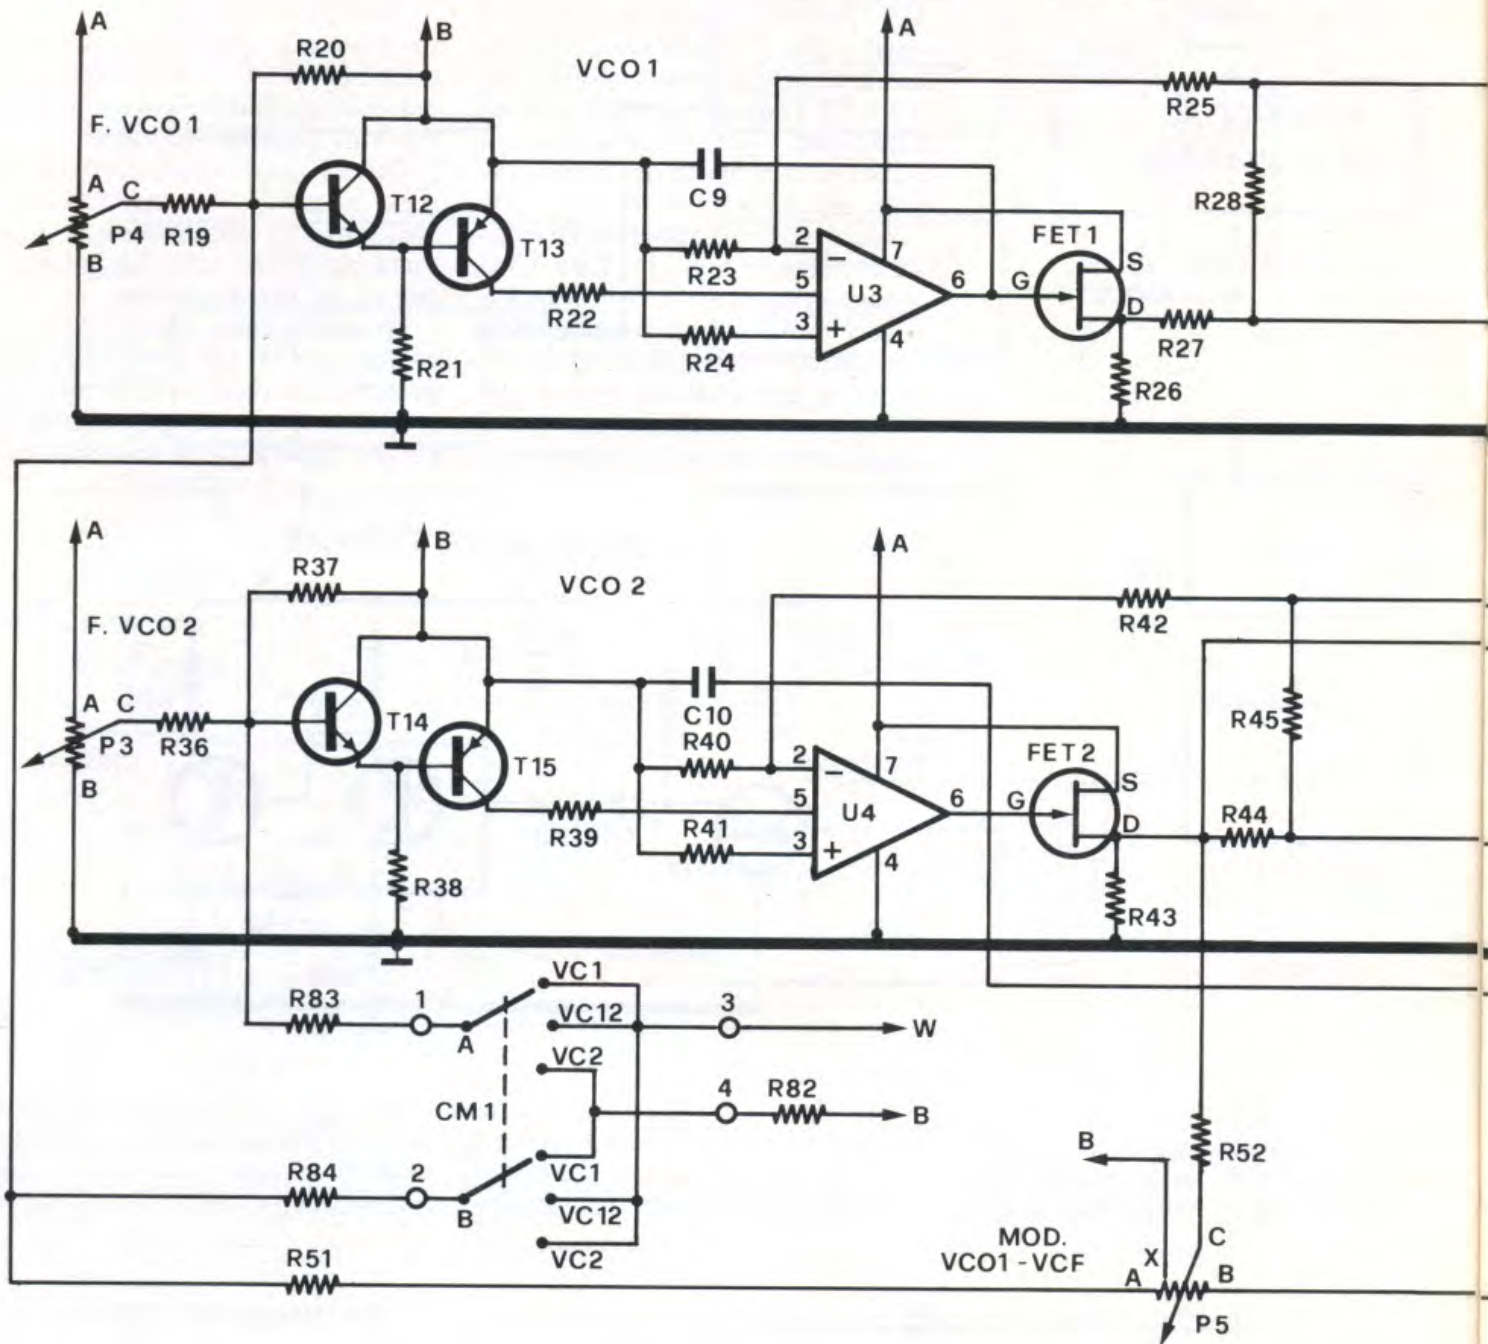 A
R20
B
VCO1
A
R25
F. VCO1
A
C
P4
R19
B
T12
T13
C9
R28
R23
2
7
FET1
S
5
U3
6
G
D
R22
3
4
R27
R24
R21
R26
A
B
A
R37
VCO 2
R42
F. VCO2
A
C
P3
R36
B
T14
T15
C10
R40
R45
2
7
FET2
S
5
U4
6
G
D
R39
R41
3
4
R44
R38
R43
R83
1
A
VC1
VC12
VC2
3
W
CM1
4
R82
B
R84
2
B
VC1
VC12
VC2
B
R52
R51
MOD.
VCO1-VCF
X
C
A
B
P5
+
−
+
−